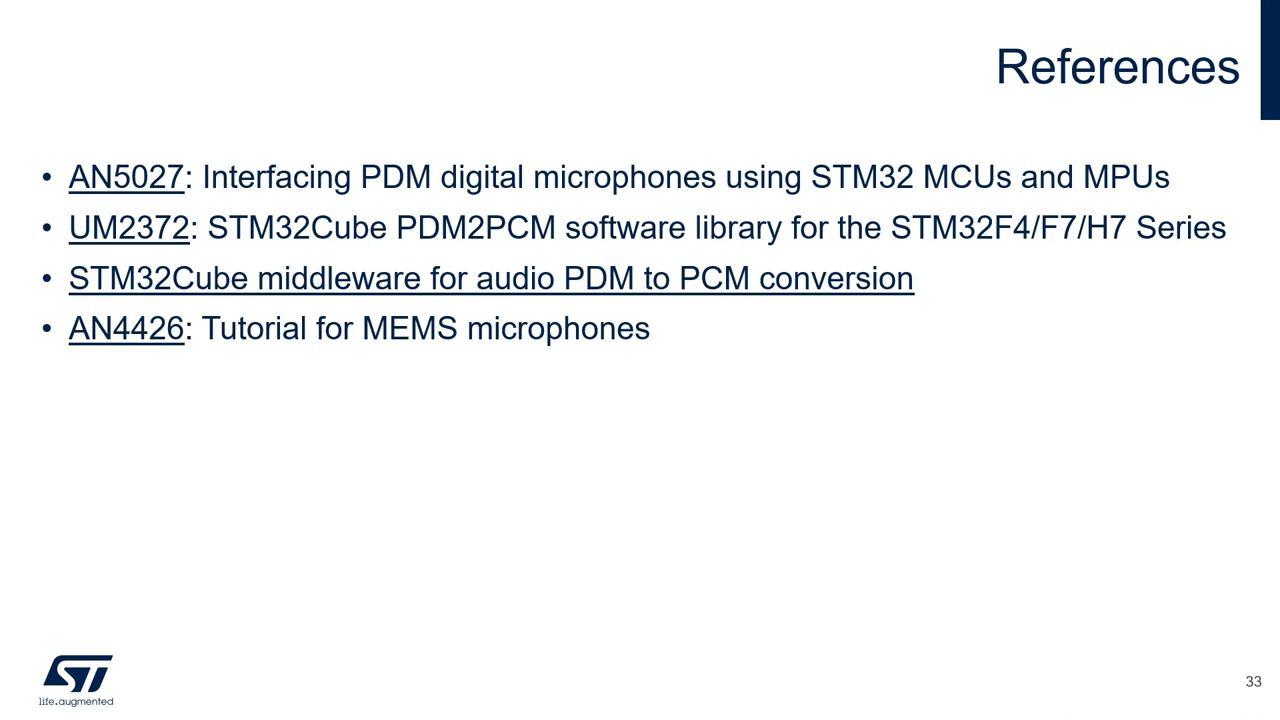 References
• AN5027: Interfacing PDM digital microphones using STM32 MCUs and MPUs
• UM2372: STM32Cube PDM2PCM software library for the STM32F4/F7/H7 Series
• STM32Cube middleware for audio PDM to PCM conversion
• AN4426: Tutorial for MEMS microphones
ST
life.augmented
33